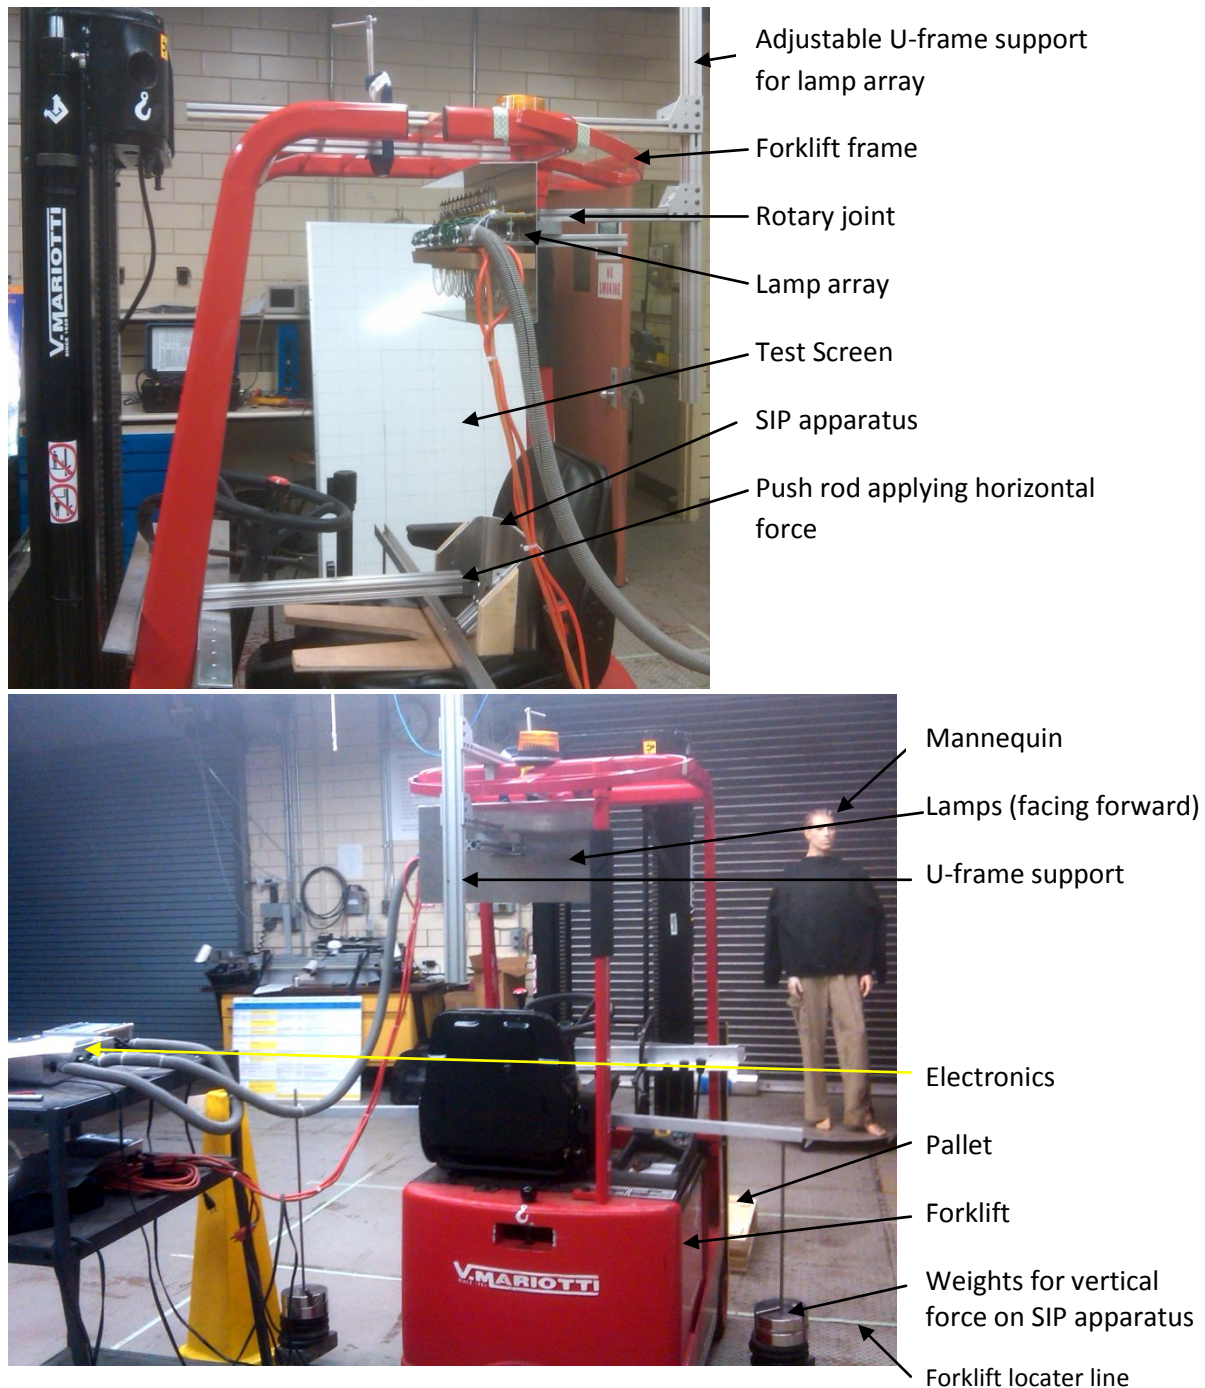 Adjustable U-frame support
for lamp array
Forklift frame
Rotary joint
Lamp array
Test Screen
SIP apparatus
Push rod applying horizontal
force
V.MARIOTTI
SINCE 1920
NO
SMOKING
Mannequin
Lamps (facing forward)
U-frame support
Electronics
Pallet
Forklift
Weights for vertical
force on SIP apparatus
Forklift locater line
V.MARIOTTI